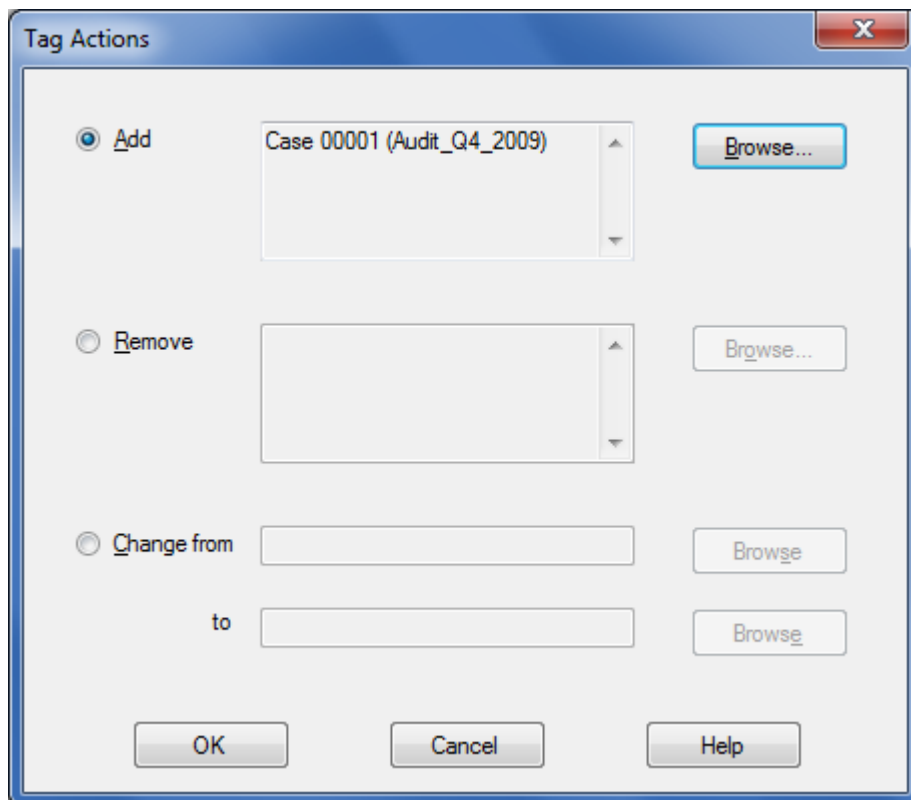 Tag Actions
Add
Case 00001 (Audit_Q4_2009)
Browse...
Remove
Browse...
Change from
Browse
to
Browse
OK
Cancel
Help